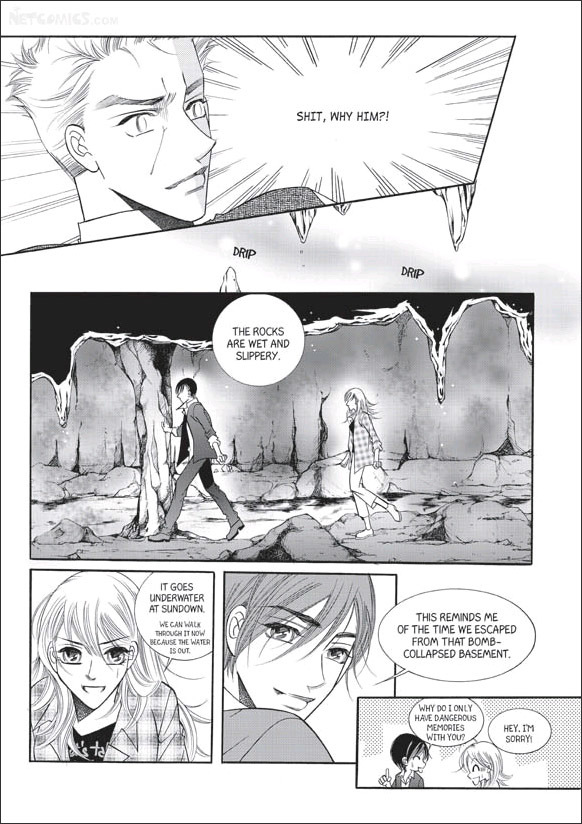 NETCOMICS.COM
SHIT, WHY HIM?!
DRIP
DRIP
THE ROCKS
ARE WET AND
SLIPPERY.
IT GOES
UNDERWATER
AT SUNDOWN.
WE CAN WALK
THROUGH IT NOW
BECAUSE THE WATER
IS OUT.
THIS REMINDS ME
OF THE TIME WE ESCAPED
FROM THAT BOMB-
COLLAPSED BASEMENT.
WHY DO I ONLY
HAVE DANGEROUS
MEMORIES
WITH YOU?
HEY, I'M
SORRY!